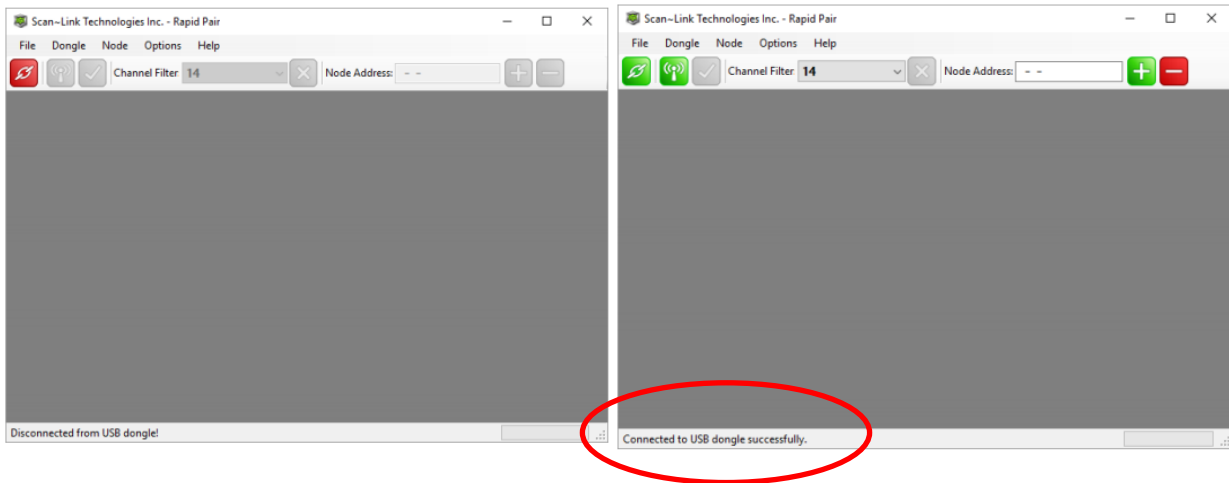 Scan~Link Technologies Inc. - Rapid Pair
File Dongle Node Options Help
Channel Filter 14 Node Address: - -
Disconnected from USB dongle!
Scan~Link Technologies Inc. - Rapid Pair
File Dongle Node Options Help
Channel Filter 14 Node Address: - -
Connected to USB dongle successfully.